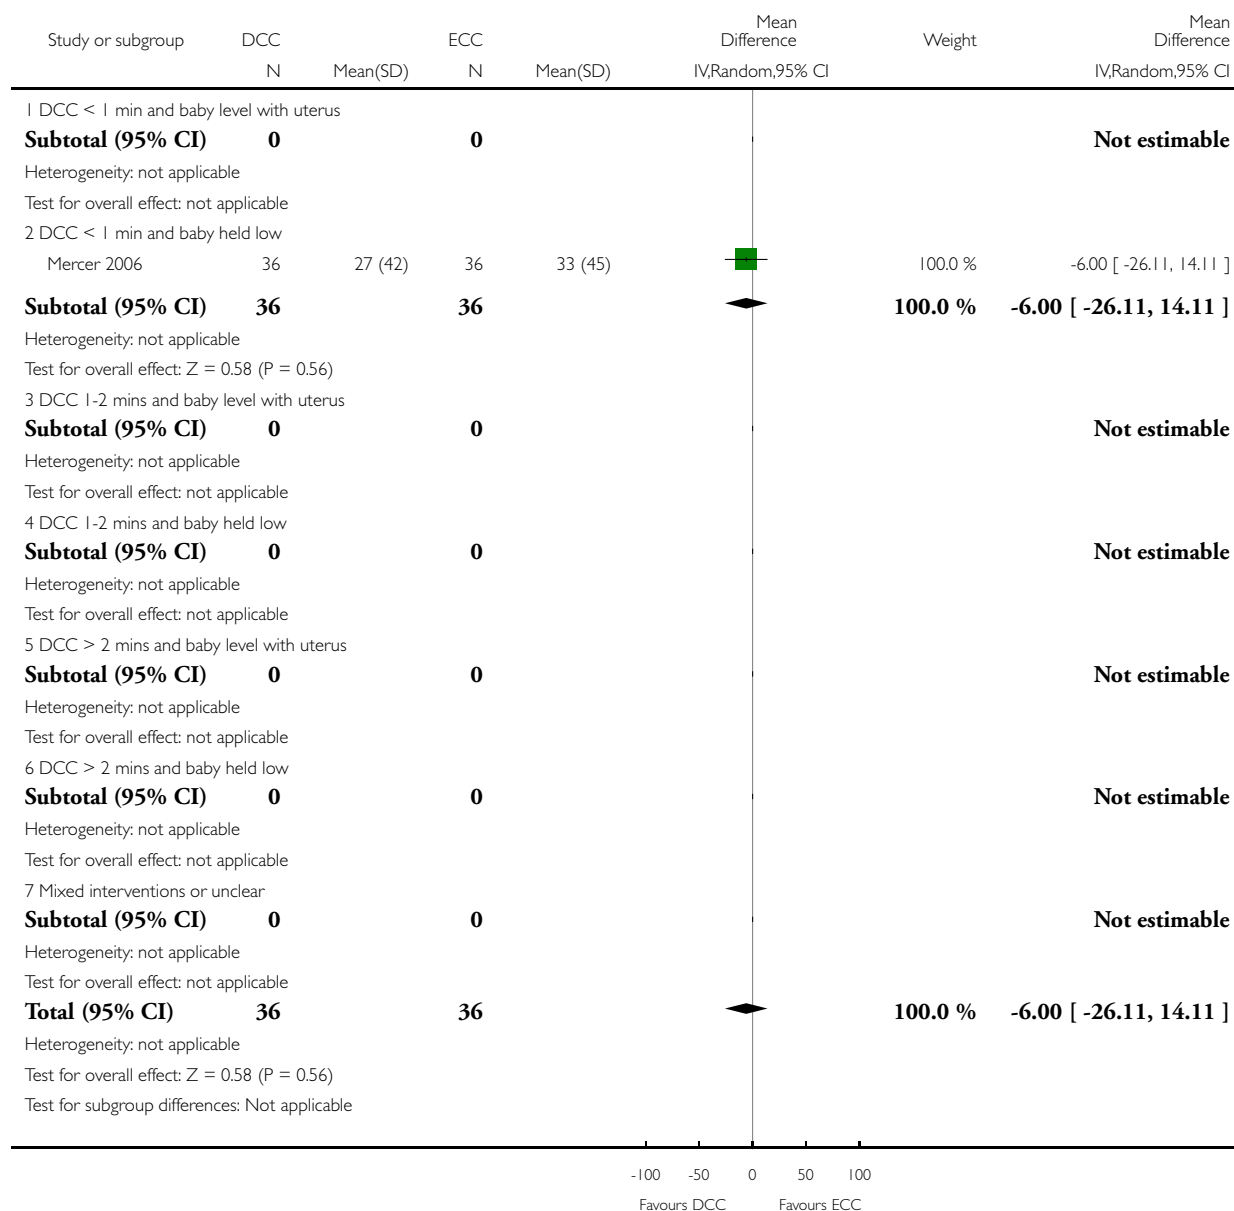 Study or subgroup DCC ECC Mean Difference Weight Mean Difference
N Mean(SD) N Mean(SD) IV,Random,95% CI IV,Random,95% CI
1 DCC < 1 min and baby level with uterus
Subtotal (95% CI) 0 0 Not estimable
Heterogeneity: not applicable
Test for overall effect: not applicable
2 DCC < 1 min and baby held low
Mercer 2006 36 27 (42) 36 33 (45) 100.0 % -6.00 [ -26.11, 14.11 ]
Subtotal (95% CI) 36 36 100.0 % -6.00 [ -26.11, 14.11 ]
Heterogeneity: not applicable
Test for overall effect: Z = 0.58 (P = 0.56)
3 DCC 1-2 mins and baby level with uterus
Subtotal (95% CI) 0 0 Not estimable
Heterogeneity: not applicable
Test for overall effect: not applicable
4 DCC 1-2 mins and baby held low
Subtotal (95% CI) 0 0 Not estimable
Heterogeneity: not applicable
Test for overall effect: not applicable
5 DCC > 2 mins and baby level with uterus
Subtotal (95% CI) 0 0 Not estimable
Heterogeneity: not applicable
Test for overall effect: not applicable
6 DCC > 2 mins and baby held low
Subtotal (95% CI) 0 0 Not estimable
Heterogeneity: not applicable
Test for overall effect: not applicable
7 Mixed interventions or unclear
Subtotal (95% CI) 0 0 Not estimable
Heterogeneity: not applicable
Test for overall effect: not applicable
Total (95% CI) 36 36 100.0 % -6.00 [ -26.11, 14.11 ]
Heterogeneity: not applicable
Test for overall effect: Z = 0.58 (P = 0.56)
Test for subgroup differences: Not applicable
-100 -50 0 50 100
Favours DCC Favours ECC